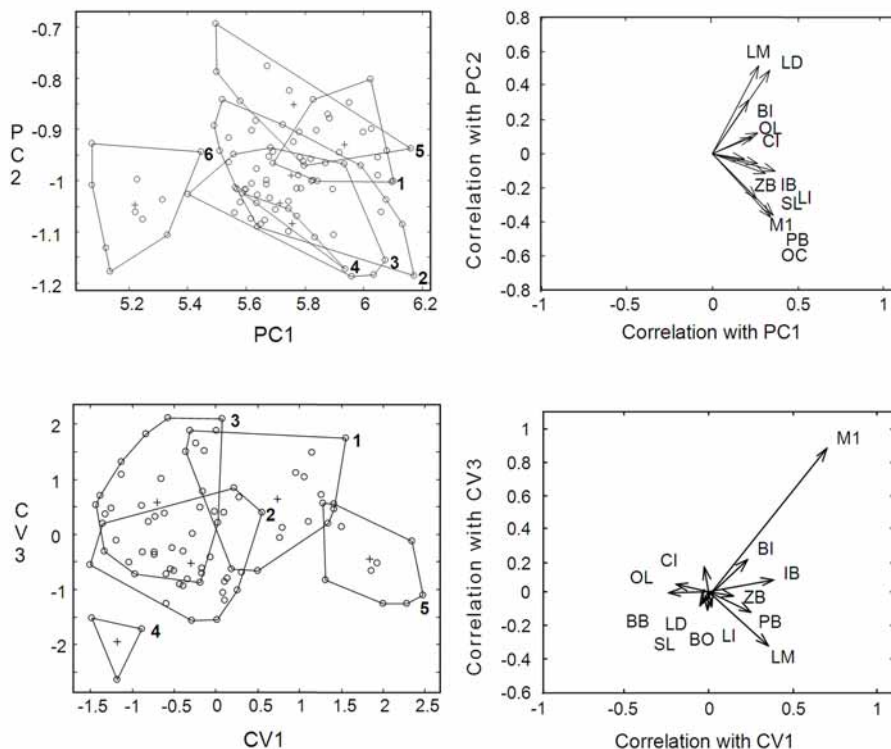 -0.7
-0.8
-0.9
-1
-1.1
-1.2
PC2
6
5
1
4
3
2
5.2 5.4 5.6 5.8 6 6.2
PC1
0.8
0.6
0.4
0.2
0
-0.2
-0.4
-0.6
-0.8
Correlation with PC2
LM LD
BI
OL
CI
ZB IB
SL LI
M1
PB
OC
-1 -0.5 0 0.5 1
Correlation with PC1
2
1
0
-1
-2
CV3
3
1
2
5
4
-1.5 -1 -0.5 0 0.5 1 1.5 2 2.5
CV1
1
0.8
0.6
0.4
0.2
0
-0.2
-0.4
-0.6
Correlation with CV3
M1
BI
CI
IB
OL
ZB
BB LD PB
SL BO LI
LM
-1 -0.5 0 0.5 1
Correlation with CV1